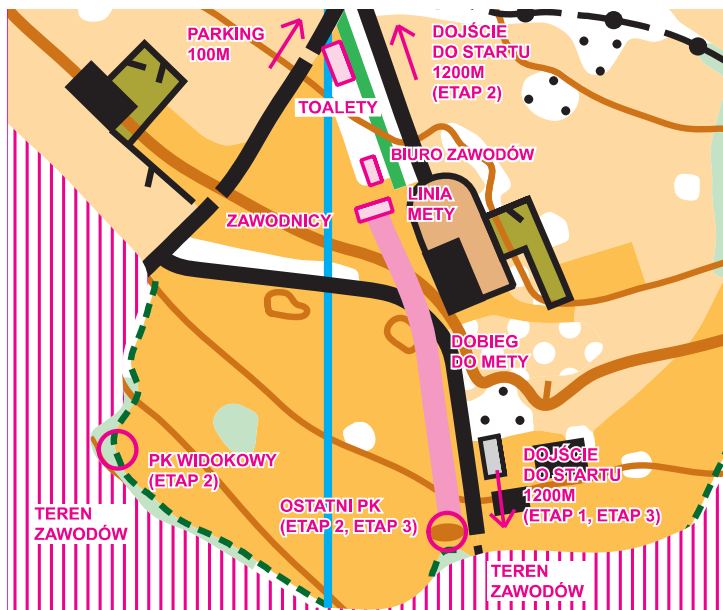 PARKING
100M
DOJŚCIE
DO STARTU
1200M
(ETAP 2)
TOALETY
BIURO ZAWODÓW
LINIA
METY
ZAWODNICY
DOBIEG
DO METY
PK WIDOKOWY
(ETAP 2)
DOJŚCIE
DO STARTU
1200M
(ETAP 1, ETAP 3)
OSTATNI PK
(ETAP 2, ETAP 3)
TEREN
ZAWODÓW
TEREN
ZAWODÓW